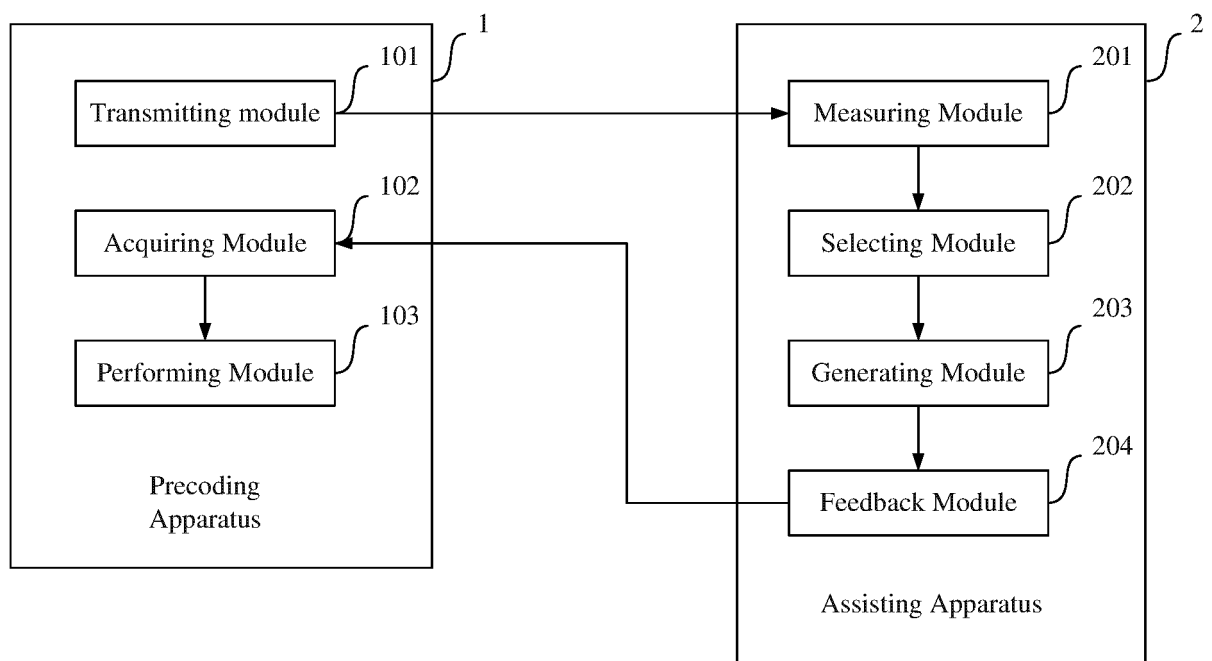 1
101
Transmitting module
102
Acquiring Module
103
Performing Module
Precoding
Apparatus
2
201
Measuring Module
202
Selecting Module
203
Generating Module
204
Feedback Module
Assisting Apparatus